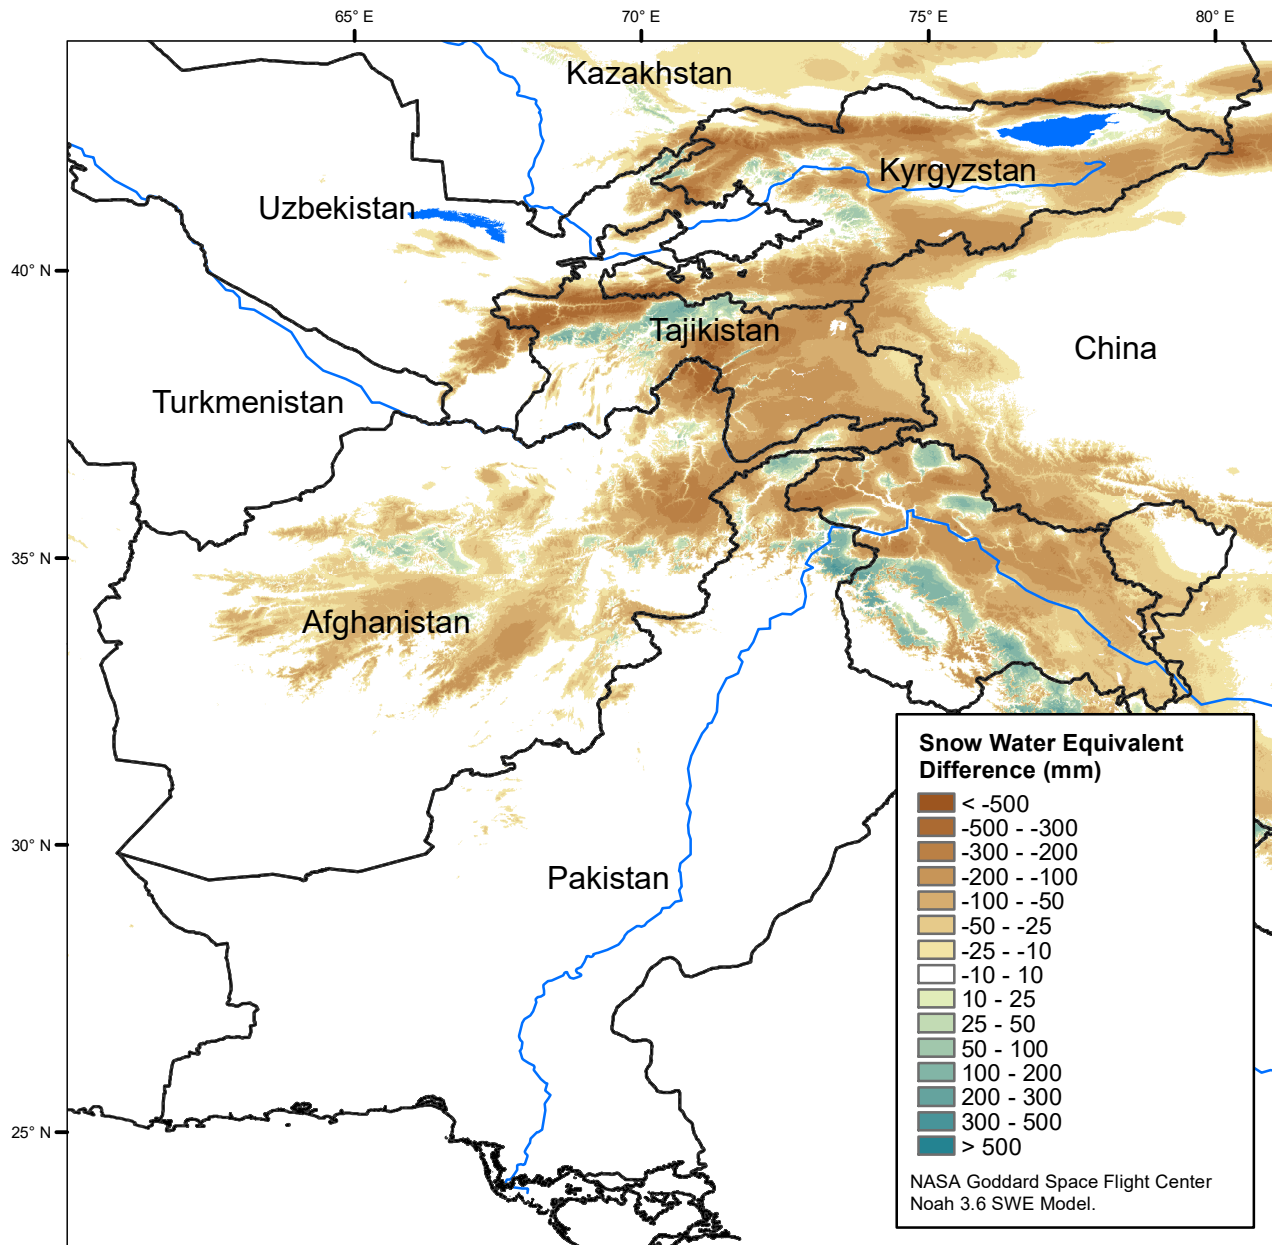 65° E
70° E
75° E
80° E
Kazakhstan
Kyrgyzstan
Uzbekistan
40° N
Tajikistan
China
Turkmenistan
35° N
Afghanistan
Snow Water Equivalent
Difference (mm)
< -500
-500 - -300
30° N
-300 - -200
-200 - -100
Pakistan
-100 - -50
-50 - -25
-25 - -10
-10 - 10
10 - 25
25 - 50
50 - 100
100 - 200
200 - 300
300 - 500
25° N
> 500
NASA Goddard Space Flight Center
Noah 3.6 SWE Model.